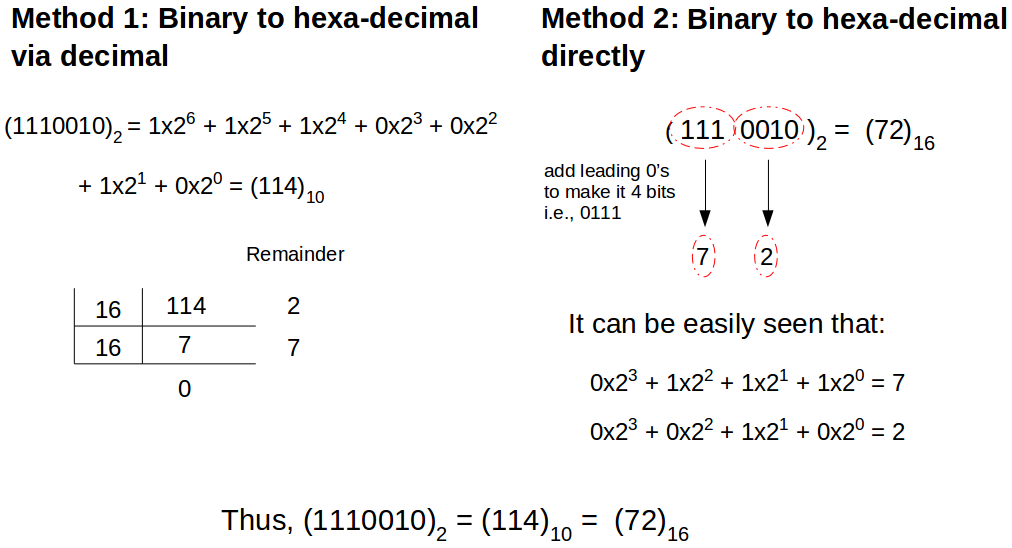 Method 1: Binary to hexa-decimal
via decimal
(1110010)₂ = 1x2⁶ + 1x2⁵ + 1x2⁴ + 0x2³ + 0x2²
+ 1x2¹ + 0x2⁰ = (114)₁₀
Remainder
16 114 2
16 7 7
0
Method 2: Binary to hexa-decimal
directly
( 111 0010 )₂ = (72)₁₆
add leading 0's
to make it 4 bits
i.e., 0111
7 2
It can be easily seen that:
0x2³ + 1x2² + 1x2¹ + 1x2⁰ = 7
0x2³ + 0x2² + 1x2¹ + 0x2⁰ = 2
Thus, (1110010)₂ = (114)₁₀ = (72)₁₆